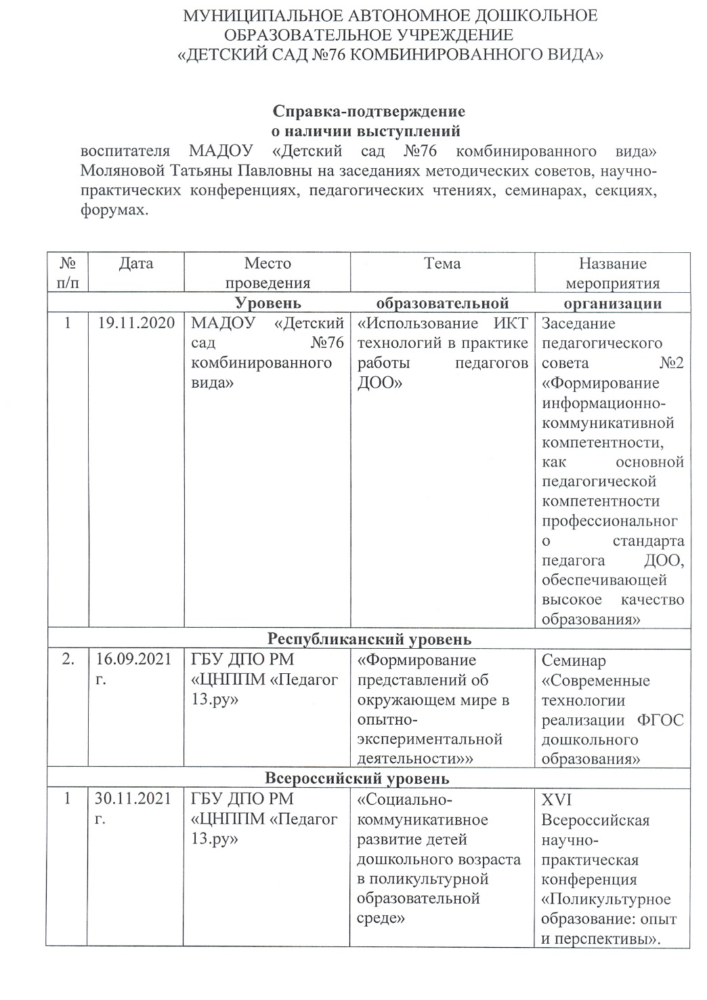 МУНИЦИПАЛЬНОЕ АВТОНОМНОЕ ДОШКОЛЬНОЕ
ОБРАЗОВАТЕЛЬНОЕ УЧРЕЖДЕНИЕ
«ДЕТСКИЙ САД №76 КОМБИНИРОВАННОГО ВИДА»
Справка-подтверждение
о наличии выступлений
воспитателя МАДОУ «Детский сад №76 комбинированного вида»
Моляновой Татьяны Павловны на заседаниях методических советов, научно-
практических конференциях, педагогических чтениях, семинарах, секциях,
форумах.
№
п/п
Дата
Место
проведения
Тема
Название
мероприятия
Уровень образовательной организации
1
19.11.2020
МАДОУ «Детский
сад №76
комбинированного
вида»
«Использование ИКТ
технологий в практике
работы педагогов
ДОО»
Заседание
педагогического
совета №2
«Формирование
информационно-
коммуникативной
компетентности,
как основной
педагогической
компетентности
профессиональног
о стандарта
педагога ДОО,
обеспечивающей
высокое качество
образования»
Республиканский уровень
2.
16.09.2021
г.
ГБУ ДПО РМ
«ЦНППМ «Педагог
13.ру»
«Формирование
представлений об
окружающем мире в
опытно-
экспериментальной
деятельности»»
Семинар
«Современные
технологии
реализации ФГОС
дошкольного
образования»
Всероссийский уровень
1
30.11.2021
г.
ГБУ ДПО РМ
«ЦНППМ «Педагог
13.ру»
«Социально-
коммуникативное
развитие детей
дошкольного возраста
в поликультурной
образовательной
среде»
XVI
Всероссийская
научно-
практическая
конференция
«Поликультурное
образование: опыт
и перспективы».